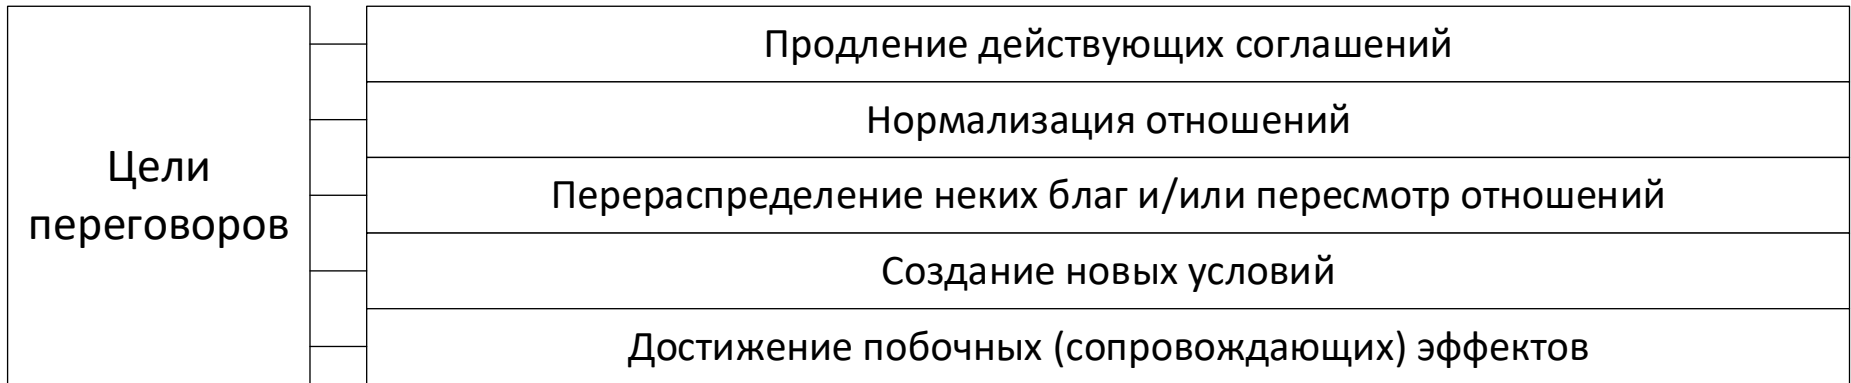 Цели
переговоров
Продление действующих соглашений
Нормализация отношений
Перераспределение неких благ и/или пересмотр отношений
Создание новых условий
Достижение побочных (сопровождающих) эффектов